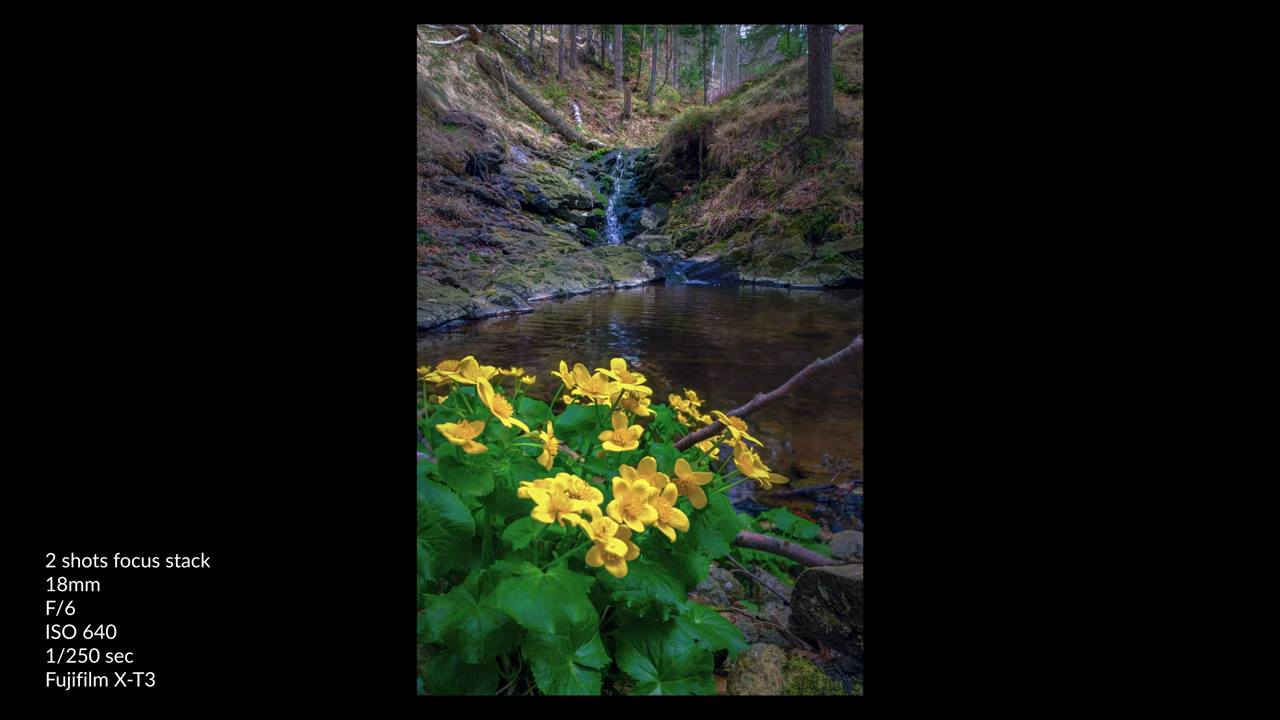 2 shots focus stack
18mm
F/6
ISO 640
1/250 sec
Fujifilm X-T3